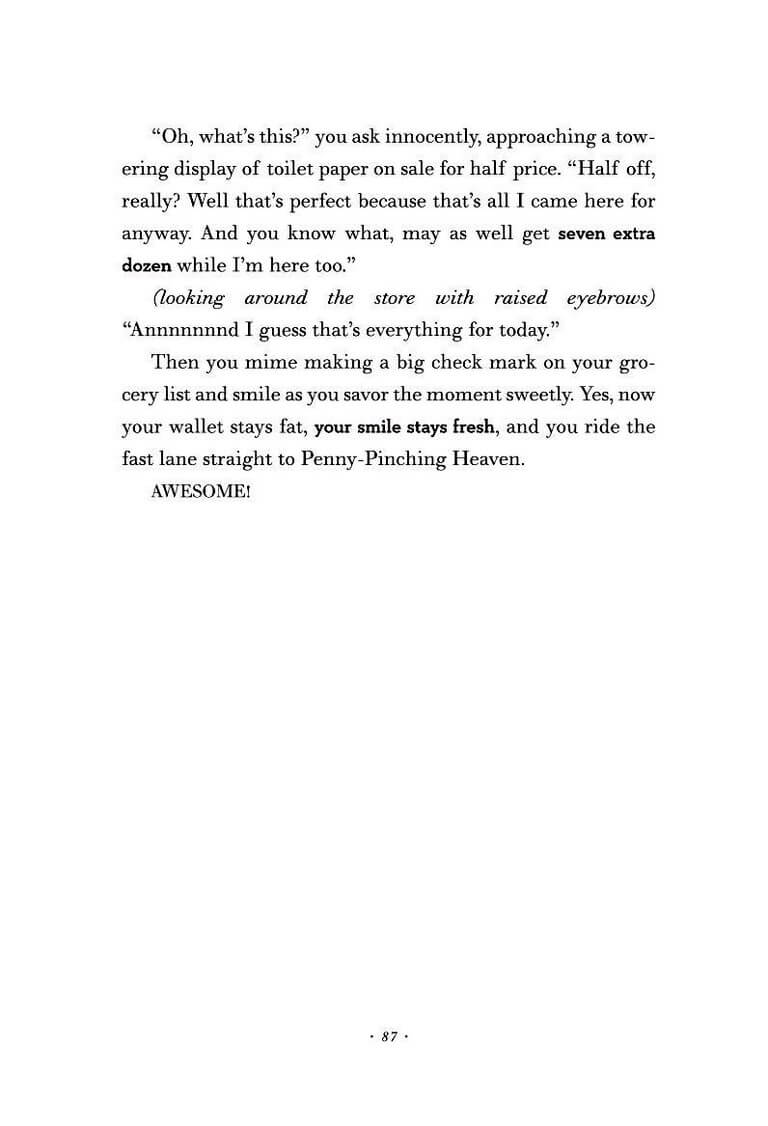 “Oh, what’s this?” you ask innocently, approaching a tow-
ering display of toilet paper on sale for half price. “Half off,
really? Well that’s perfect because that’s all I came here for
anyway. And you know what, may as well get seven extra
dozen while I’m here too.”
(looking around the store with raised eyebrows)
“Annnnnnnd I guess that’s everything for today.”
Then you mime making a big check mark on your gro-
cery list and smile as you savor the moment sweetly. Yes, now
your wallet stays fat, your smile stays fresh, and you ride the
fast lane straight to Penny-Pinching Heaven.
AWESOME!
· 87 ·